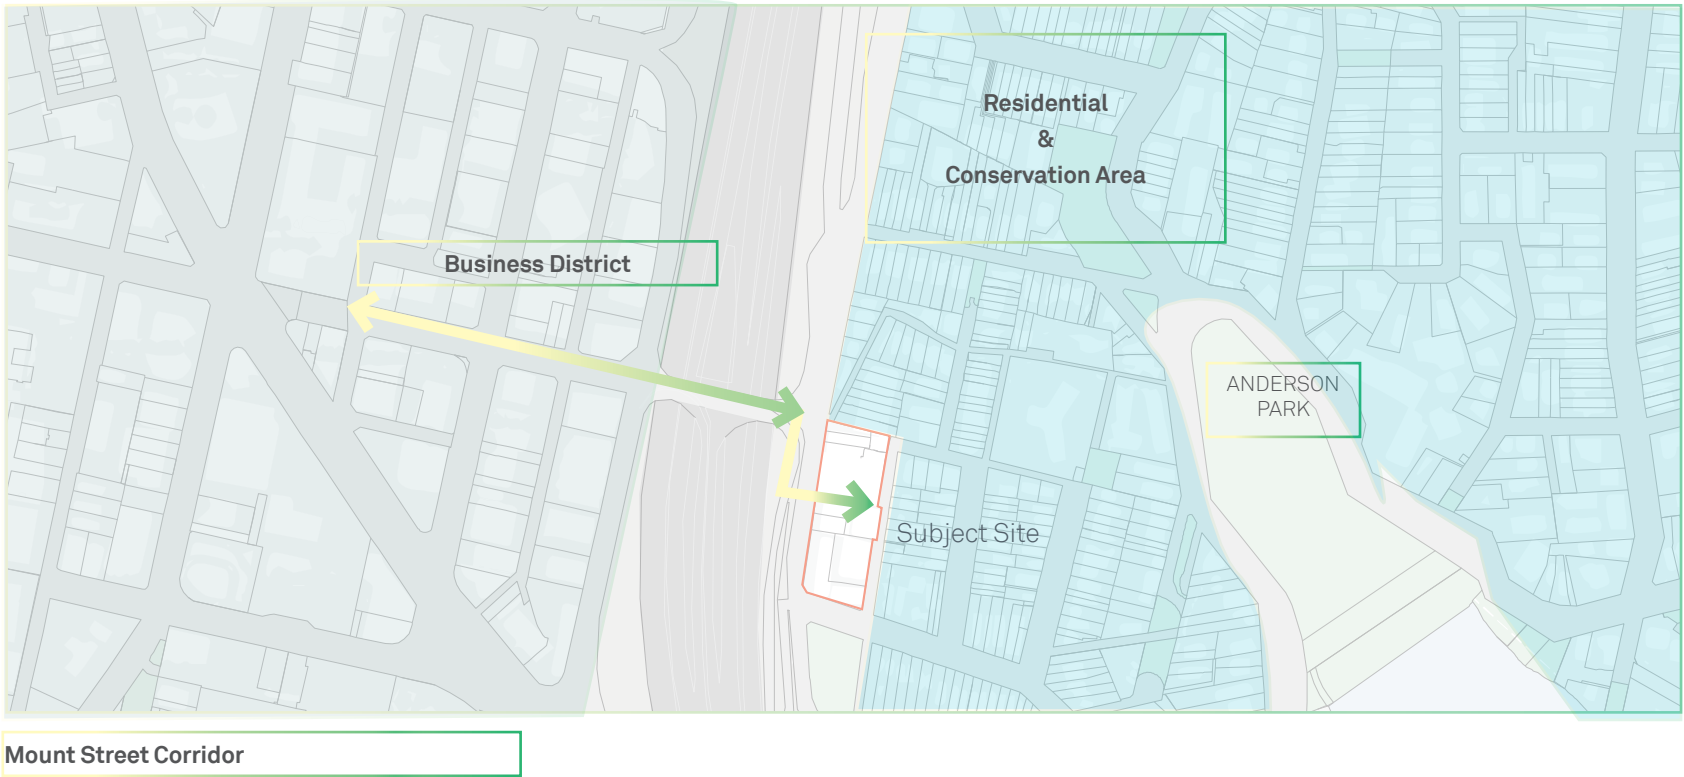 Residential
&
Conservation Area
Business District
ANDERSON
PARK
Subject Site
Mount Street Corridor